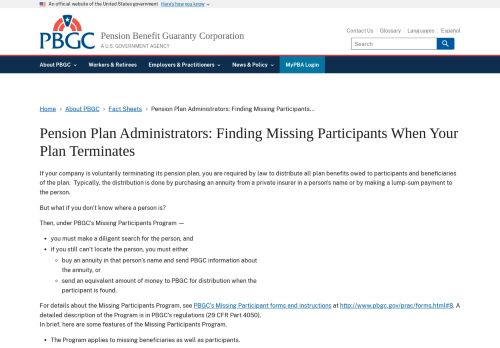 An official website of the United States government Here's how you know
PBGC
Pension Benefit Guaranty Corporation
A U.S. GOVERNMENT AGENCY
Contact Us Glossary Languages Español
Search
About PBGC Workers & Retirees Employers & Practitioners News & Policy MyPBA Login
Home › About PBGC › Fact Sheets › Pension Plan Administrators: Finding Missing Participants...
Pension Plan Administrators: Finding Missing Participants When Your
Plan Terminates
If your company is voluntarily terminating its pension plan, you are required by law to distribute all plan benefits owed to participants and beneficiaries
of the plan. Typically, the distribution is done by purchasing an annuity from a private insurer in a person's name or by making a lump-sum payment to
the person.
But what if you don't know where a person is?
Then, under PBGC's Missing Participants Program —
• you must make a diligent search for the person, and
• if you still can't locate the person, you must either
◦ buy an annuity in that person's name and send PBGC information about
the annuity, or
◦ send an equivalent amount of money to PBGC for distribution when the
participant is found.
For details about the Missing Participants Program, see PBGC's Missing Participant forms and instructions at http://www.pbgc.gov/prac/forms.html#8. A
detailed description of the Program is in PBGC's regulations (29 CFR Part 4050).
In brief, here are some features of the Missing Participants Program.
• The Program applies to missing beneficiaries as well as participants.